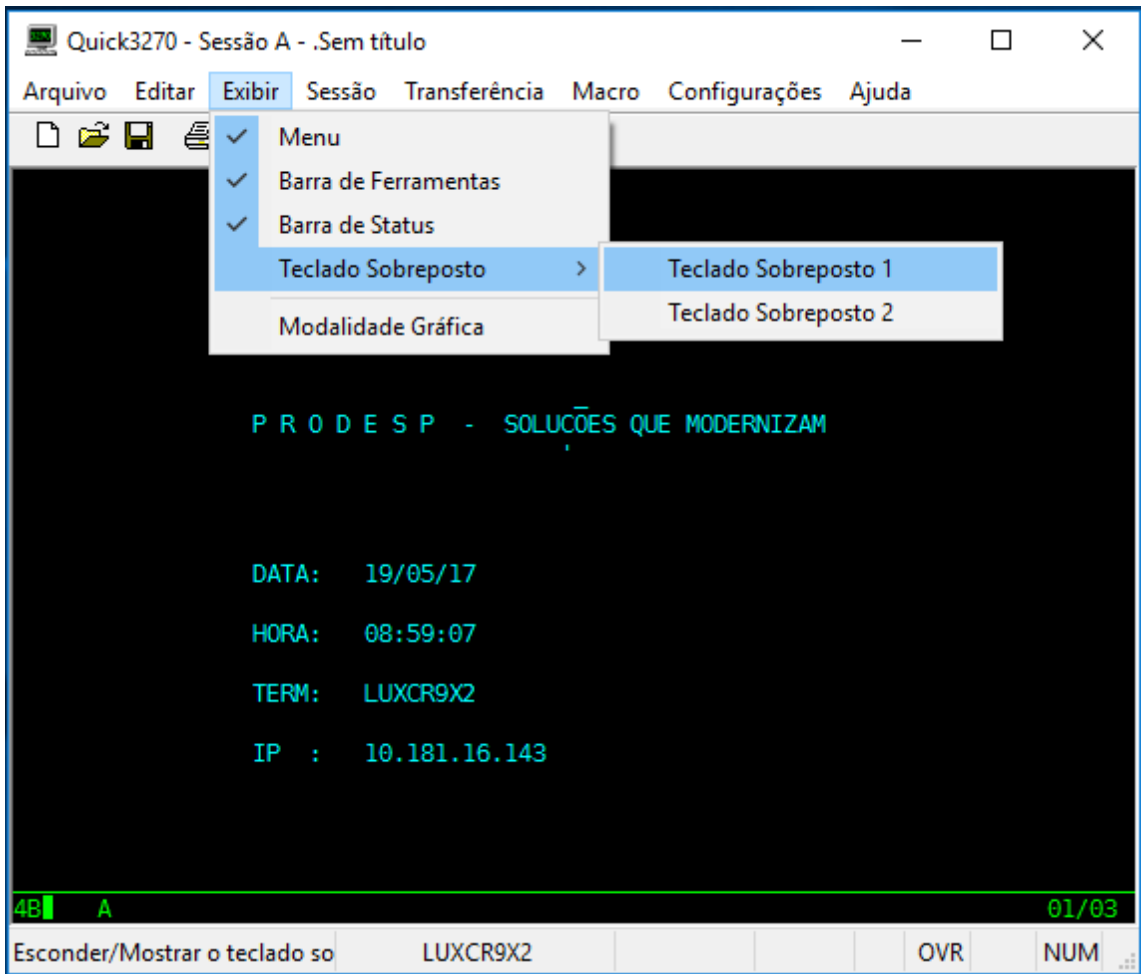 Quick3270 - Sessão A - .Sem título
Arquivo Editar Exibir Sessão Transferência Macro Configurações Ajuda
Menu
Barra de Ferramentas
Barra de Status
Teclado Sobreposto > Teclado Sobreposto 1
Teclado Sobreposto 2
Modalidade Gráfica
P R O D E S P - SOLUCOES QUE MODERNIZAM
DATA: 19/05/17
HORA: 08:59:07
TERM: LUXCR9X2
IP : 10.181.16.143
4B A 01/03
Esconder/Mostrar o teclado so LUXCR9X2 OVR NUM